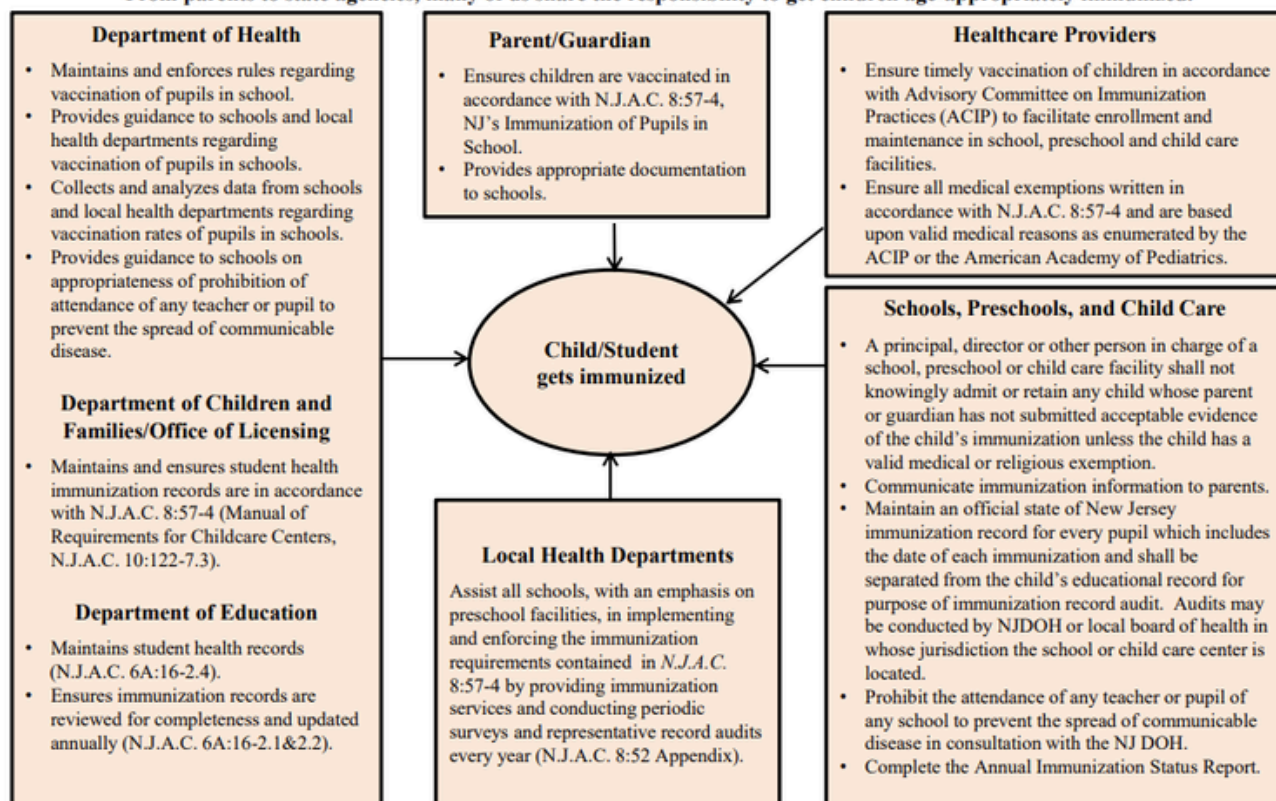 From parents to state agencies, many of us share the responsibility to get children age-appropriately immunized.
Department of Health
• Maintains and enforces rules regarding
vaccination of pupils in school.
• Provides guidance to schools and local
health departments regarding
vaccination of pupils in schools.
• Collects and analyzes data from schools
and local health departments regarding
vaccination rates of pupils in schools.
• Provides guidance to schools on
appropriateness of prohibition of
attendance of any teacher or pupil to
prevent the spread of communicable
disease.
Department of Children and
Families/Office of Licensing
• Maintains and ensures student health
immunization records are in accordance
with N.J.A.C. 8:57-4 (Manual of
Requirements for Childcare Centers,
N.J.A.C. 10:122-7.3).
Department of Education
• Maintains student health records
(N.J.A.C. 6A:16-2.4).
• Ensures immunization records are
reviewed for completeness and updated
annually (N.J.A.C. 6A:16-2.1&2.2).
Parent/Guardian
• Ensures children are vaccinated in
accordance with N.J.A.C. 8:57-4,
NJ's Immunization of Pupils in
School.
• Provides appropriate documentation
to schools.
Child/Student
gets immunized
Local Health Departments
Assist all schools, with an emphasis on
preschool facilities, in implementing
and enforcing the immunization
requirements contained in N.J.A.C.
8:57-4 by providing immunization
services and conducting periodic
surveys and representative record audits
every year (N.J.A.C. 8:52 Appendix).
Healthcare Providers
• Ensure timely vaccination of children in accordance
with Advisory Committee on Immunization
Practices (ACIP) to facilitate enrollment and
maintenance in school, preschool and child care
facilities.
• Ensure all medical exemptions written in
accordance with N.J.A.C. 8:57-4 and are based
upon valid medical reasons as enumerated by the
ACIP or the American Academy of Pediatrics.
Schools, Preschools, and Child Care
• A principal, director or other person in charge of a
school, preschool or child care facility shall not
knowingly admit or retain any child whose parent
or guardian has not submitted acceptable evidence
of the child's immunization unless the child has a
valid medical or religious exemption.
• Communicate immunization information to parents.
• Maintain an official state of New Jersey
immunization record for every pupil which includes
the date of each immunization and shall be
separated from the child's educational record for
purpose of immunization record audit. Audits may
be conducted by NJDOH or local board of health in
whose jurisdiction the school or child care center is
located.
• Prohibit the attendance of any teacher or pupil of
any school to prevent the spread of communicable
disease in consultation with the NJ DOH.
• Complete the Annual Immunization Status Report.